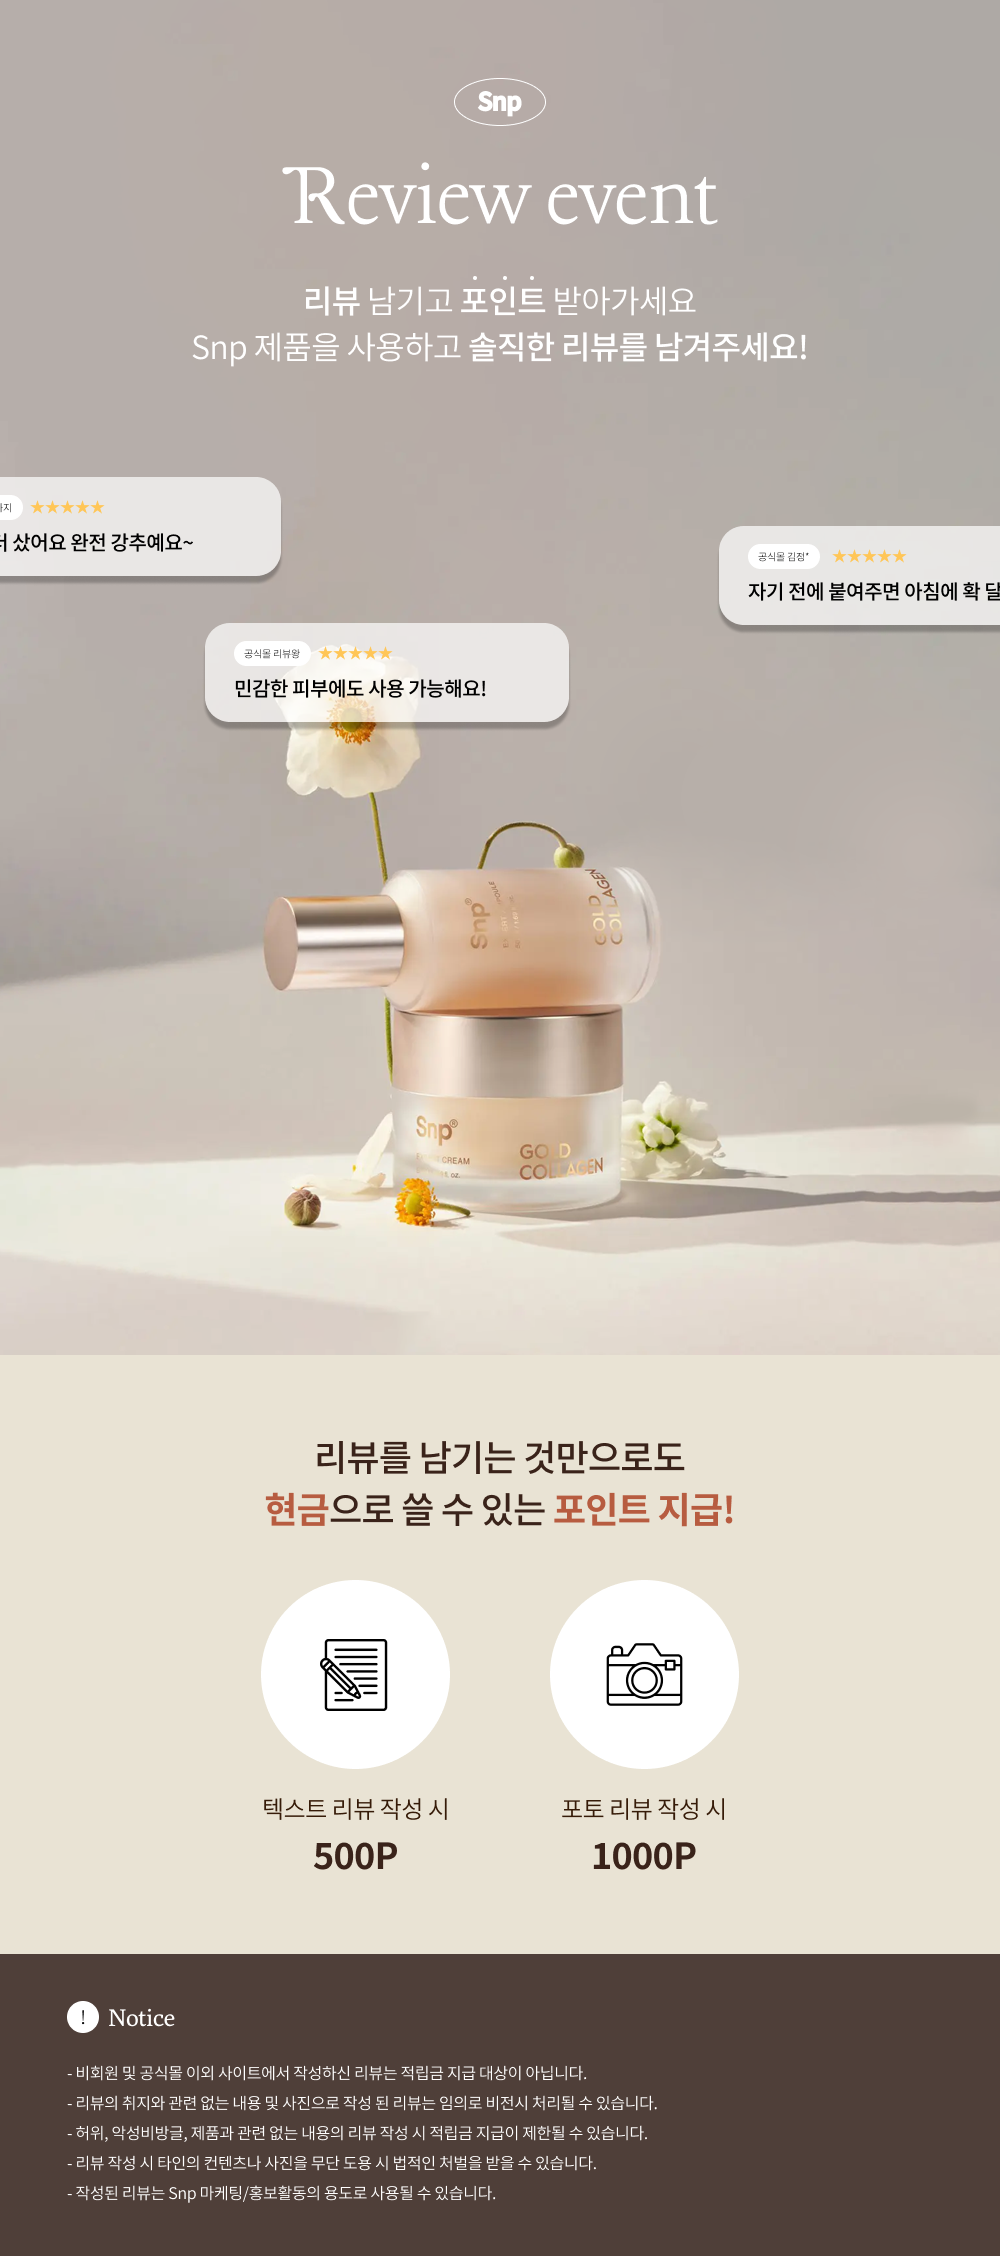 Snp
Review event
리뷰 남기고 포인트 받아가세요
Snp 제품을 사용하고 솔직한 리뷰를 남겨주세요!
★★★★★
샀어요 완전 강추예요~
공식몰 김정* ★★★★★
자기 전에 붙여주면 아침에 확 달
공식몰 리뷰왕 ★★★★★
민감한 피부에도 사용 가능해요!
Snp®
GOLD
COLLAGEN
Snp®
CREAM
GOLD
COLLAGEN
리뷰를 남기는 것만으로도
현금으로 쓸 수 있는 포인트 지급!
텍스트 리뷰 작성 시
500P
포토 리뷰 작성 시
1000P
! Notice
- 비회원 및 공식몰 이외 사이트에서 작성하신 리뷰는 적립금 지급 대상이 아닙니다.
- 리뷰의 취지와 관련 없는 내용 및 사진으로 작성 된 리뷰는 임의로 비전시 처리될 수 있습니다.
- 허위, 악성비방글, 제품과 관련 없는 내용의 리뷰 작성 시 적립금 지급이 제한될 수 있습니다.
- 리뷰 작성 시 타인의 컨텐츠나 사진을 무단 도용 시 법적인 처벌을 받을 수 있습니다.
- 작성된 리뷰는 Snp 마케팅/홍보활동의 용도로 사용될 수 있습니다.